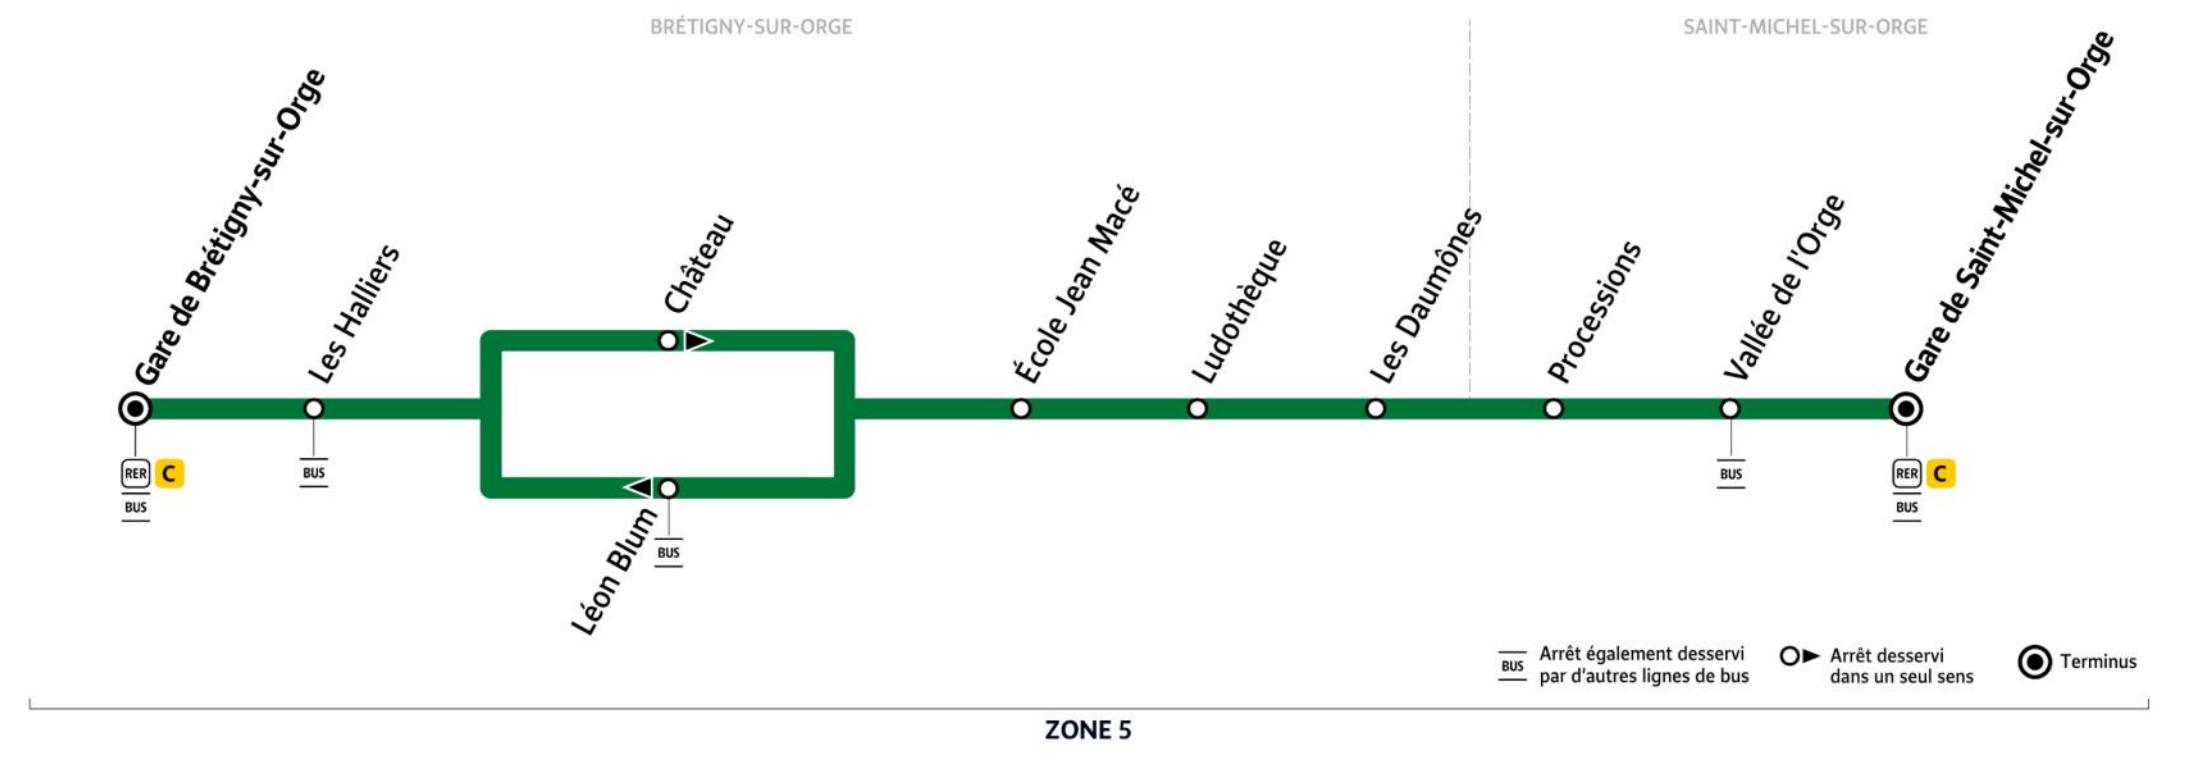 BRÉTIGNY-SUR-ORGE
SAINT-MICHEL-SUR-ORGE
Gare de Brétigny-sur-Orge
Les Halliers
Château
École Jean Macé
Ludothèque
Les Daumônes
Processions
Vallée de l'Orge
Gare de Saint-Michel-sur-Orge
RER C
BUS
BUS
Léon Blum
BUS
BUS
RER C
BUS
BUS
Arrêt également desservi
par d'autres lignes de bus
Arrêt desservi
dans un seul sens
Terminus
ZONE 5